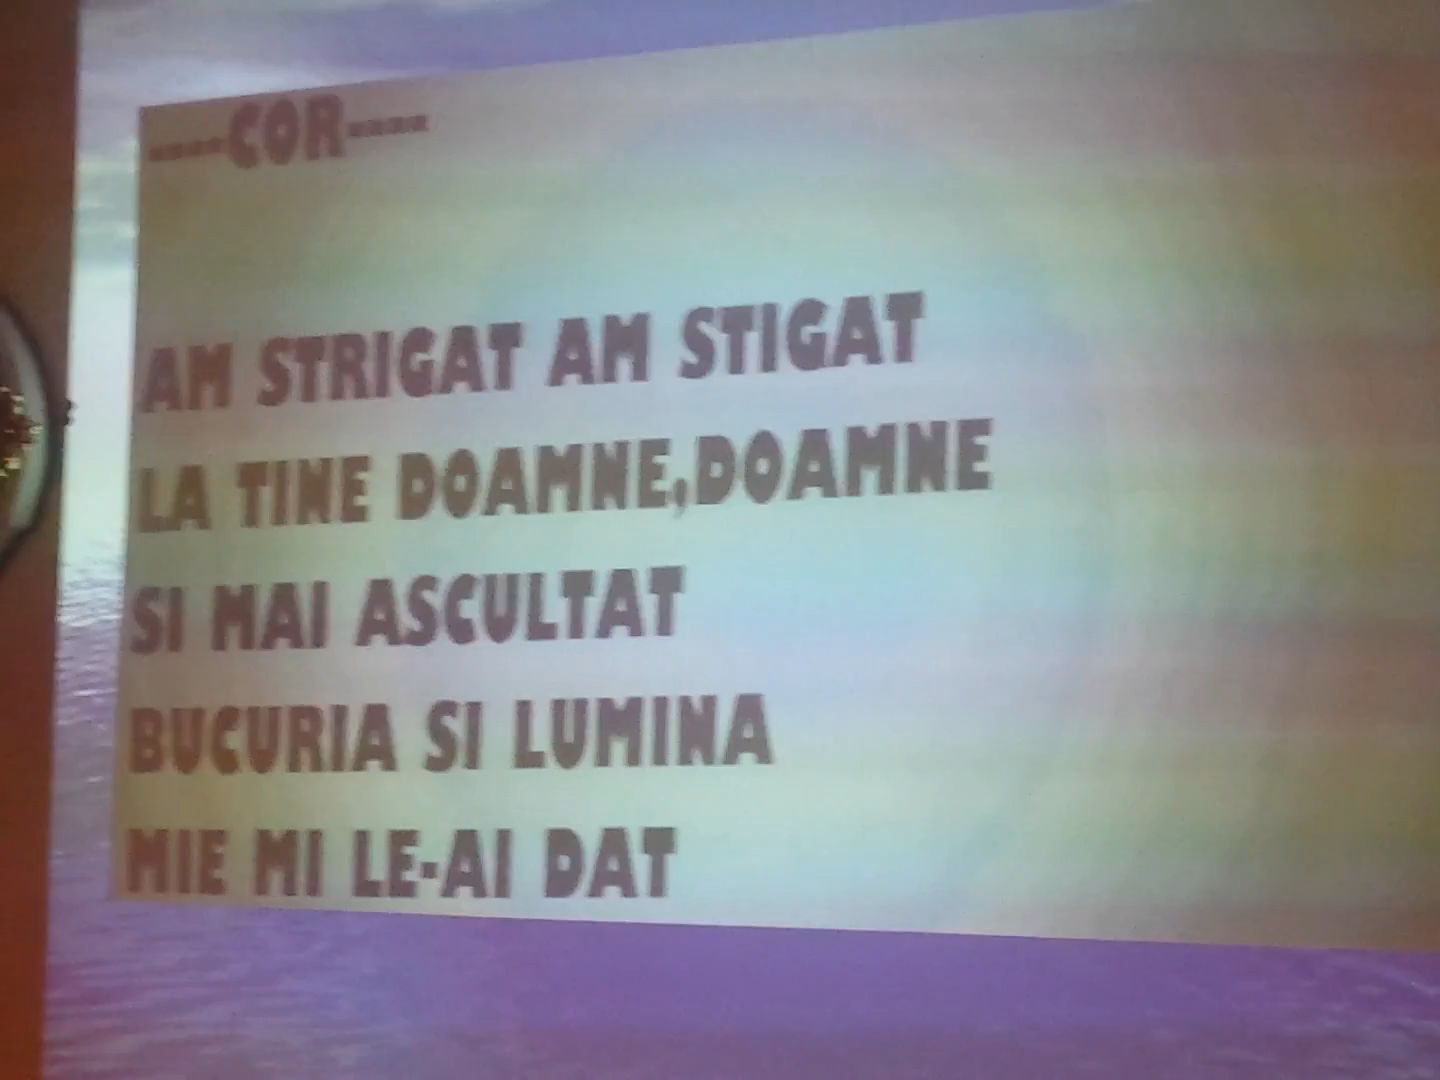 ----COR----
AM STRIGAT AM STIGAT
LA TINE DOAMNE,DOAMNE
SI MAI ASCULTAT
BUCURIA SI LUMINA
MIE MI LE-AI DAT